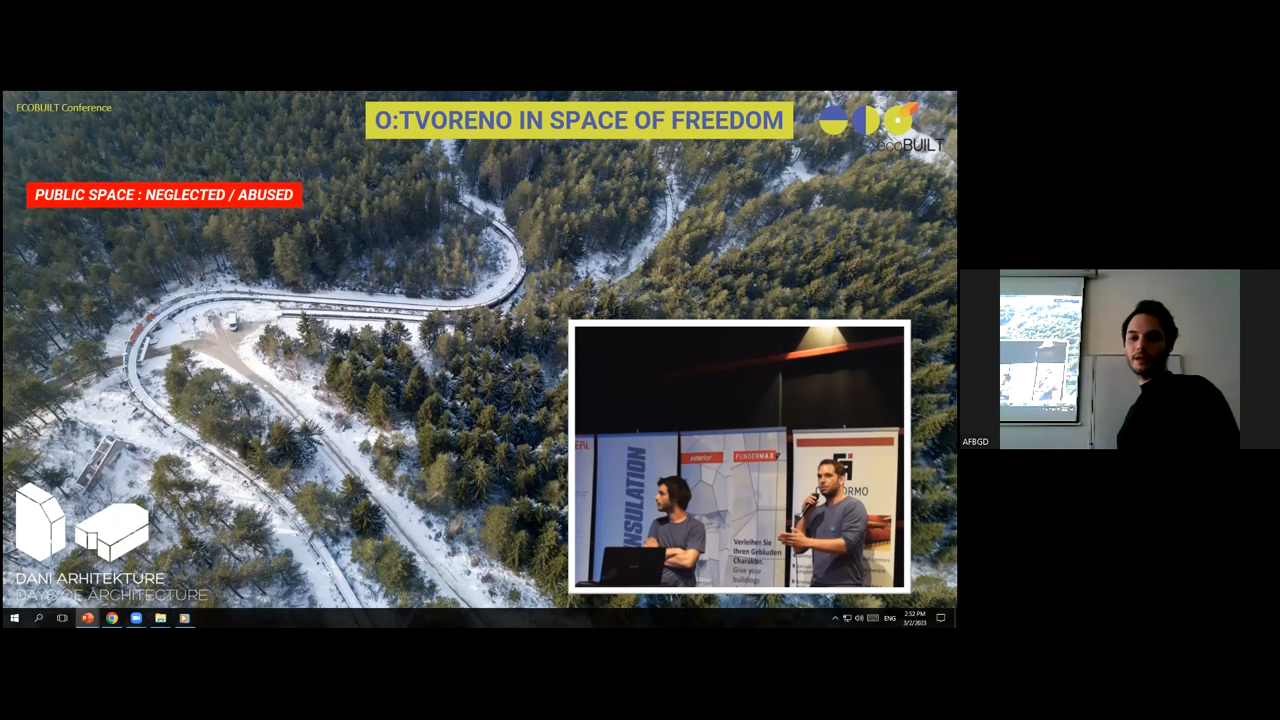 ECOBUILT Conference
O:TVORENO IN SPACE OF FREEDOM
ecoBUILT
PUBLIC SPACE : NEGLECTED / ABUSED
INSULATION
exterior
FUNDERMAX
Verleihen Sie
Ihren Gebäuden
Charakter.
Give your
buildings
ORMO
DANI ARHITEKTURE
DAYS OF ARCHITECTURE
AFBGD
ENG
2:52 PM
3/2/2023